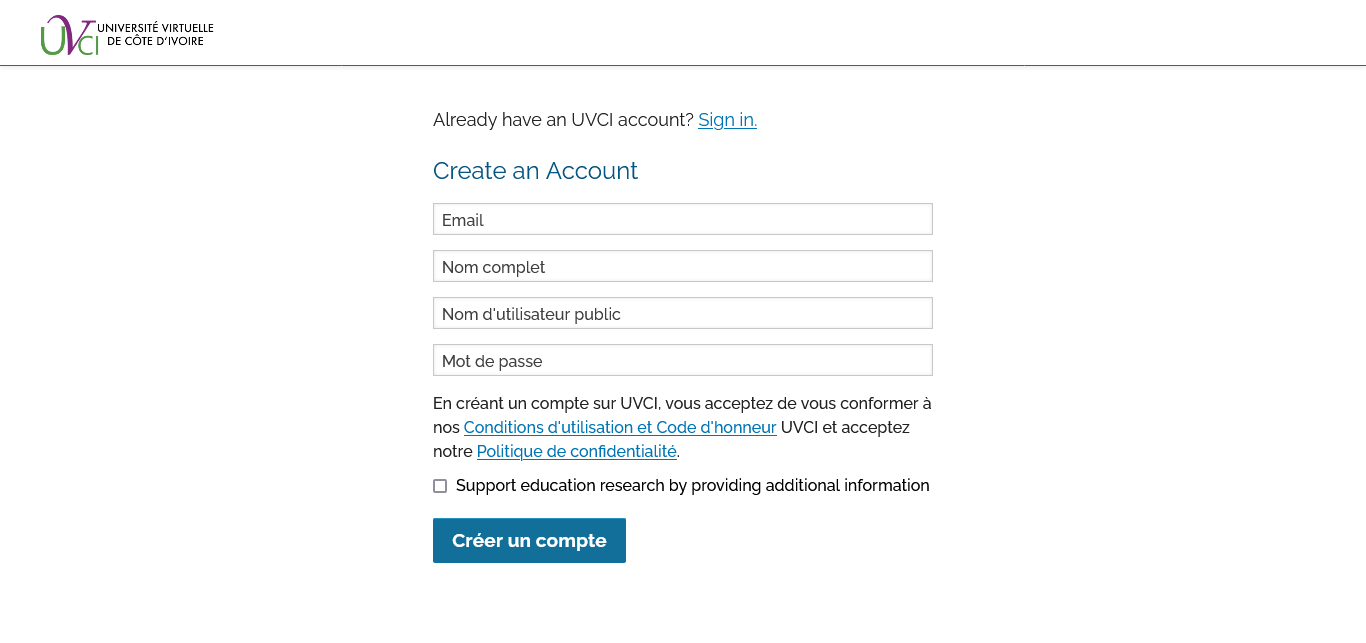 UVCI UNIVERSITÉ VIRTUELLE
DE CÔTE D'IVOIRE
Already have an UVCI account? Sign in.
Create an Account
Email
Nom complet
Nom d'utilisateur public
Mot de passe
En créant un compte sur UVCI, vous acceptez de vous conformer à
nos Conditions d'utilisation et Code d'honneur UVCI et acceptez
notre Politique de confidentialité.
Support education research by providing additional information
Créer un compte